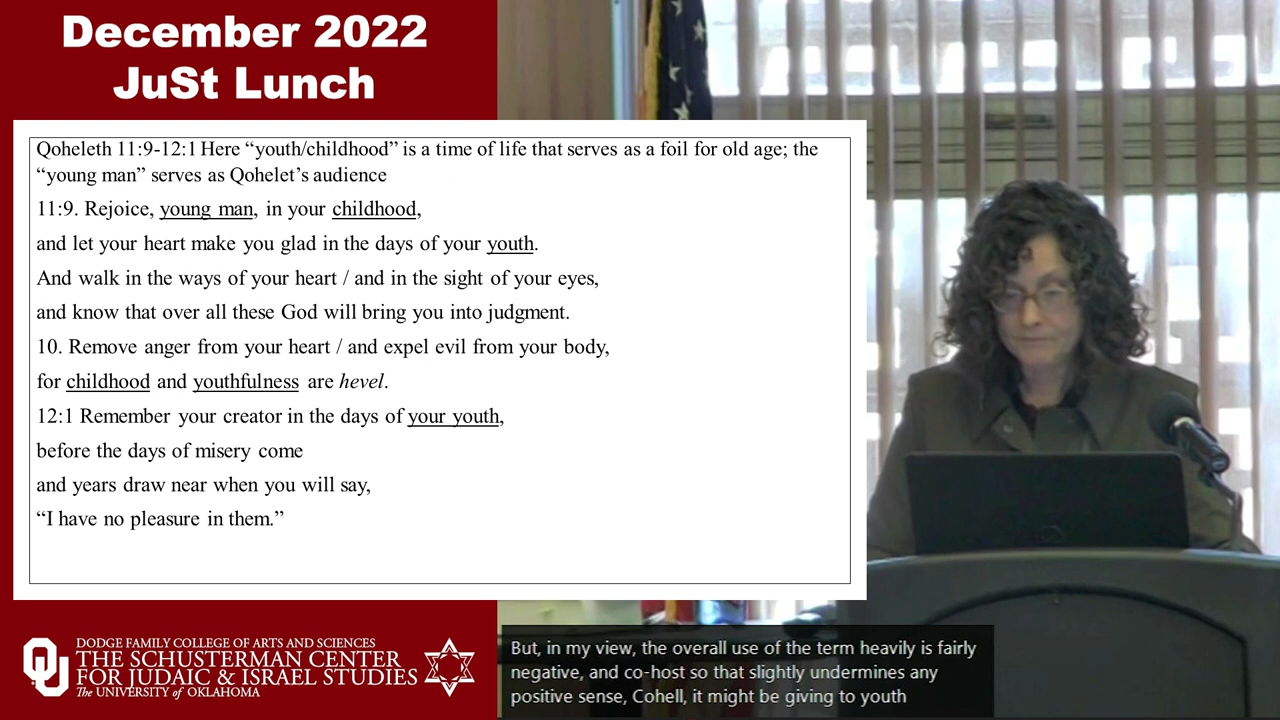 December 2022
JuSt Lunch
Qoheleth 11:9-12:1 Here “youth/childhood” is a time of life that serves as a foil for old age; the
“young man” serves as Qohelet’s audience
11:9. Rejoice, young man, in your childhood,
and let your heart make you glad in the days of your youth.
And walk in the ways of your heart / and in the sight of your eyes,
and know that over all these God will bring you into judgment.
10. Remove anger from your heart / and expel evil from your body,
for childhood and youthfulness are hevel.
12:1 Remember your creator in the days of your youth,
before the days of misery come
and years draw near when you will say,
“I have no pleasure in them.”
OU
DODGE FAMILY COLLEGE OF ARTS AND SCIENCES
THE SCHUSTERMAN CENTER
FOR JUDAIC & ISRAEL STUDIES
The UNIVERSITY of OKLAHOMA
But, in my view, the overall use of the term heavily is fairly
negative, and co-host so that slightly undermines any
positive sense, Cohell, it might be giving to youth